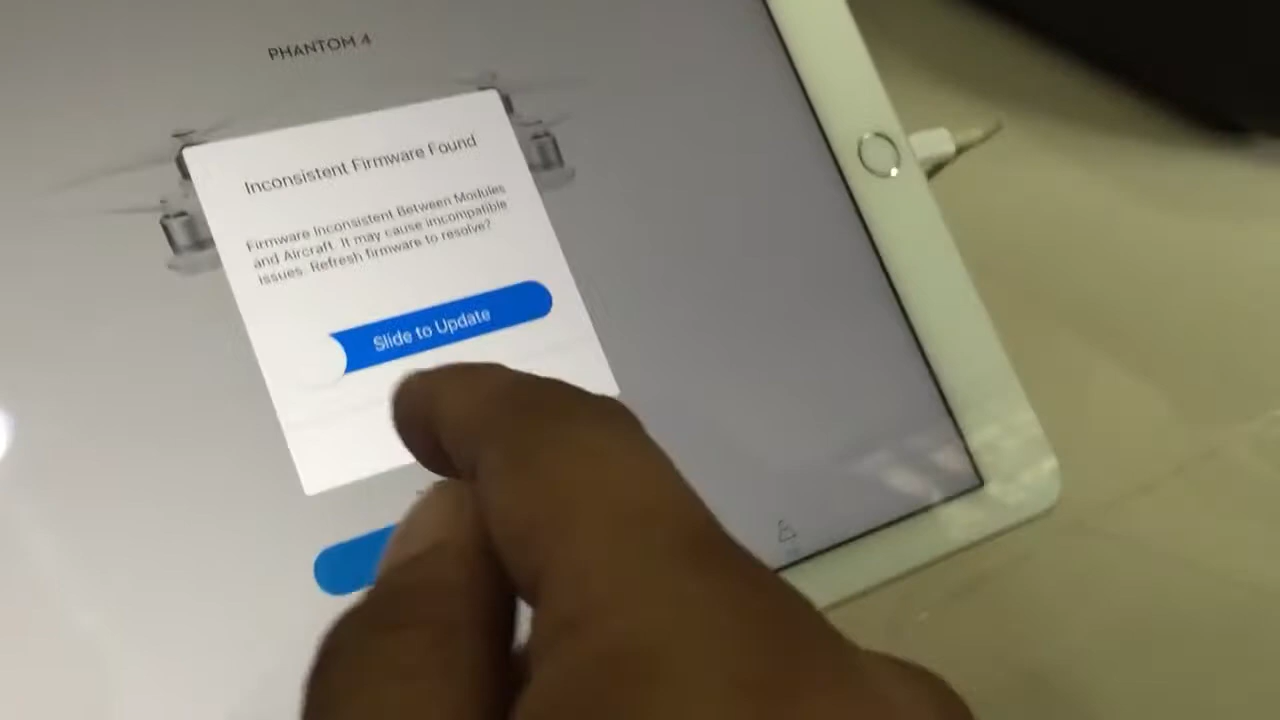 PHANTOM 4
Inconsistent Firmware Found
Firmware Inconsistent Between Modules
and Aircraft. It may cause incompatible
issues. Refresh firmware to resolve?
Slide to Update